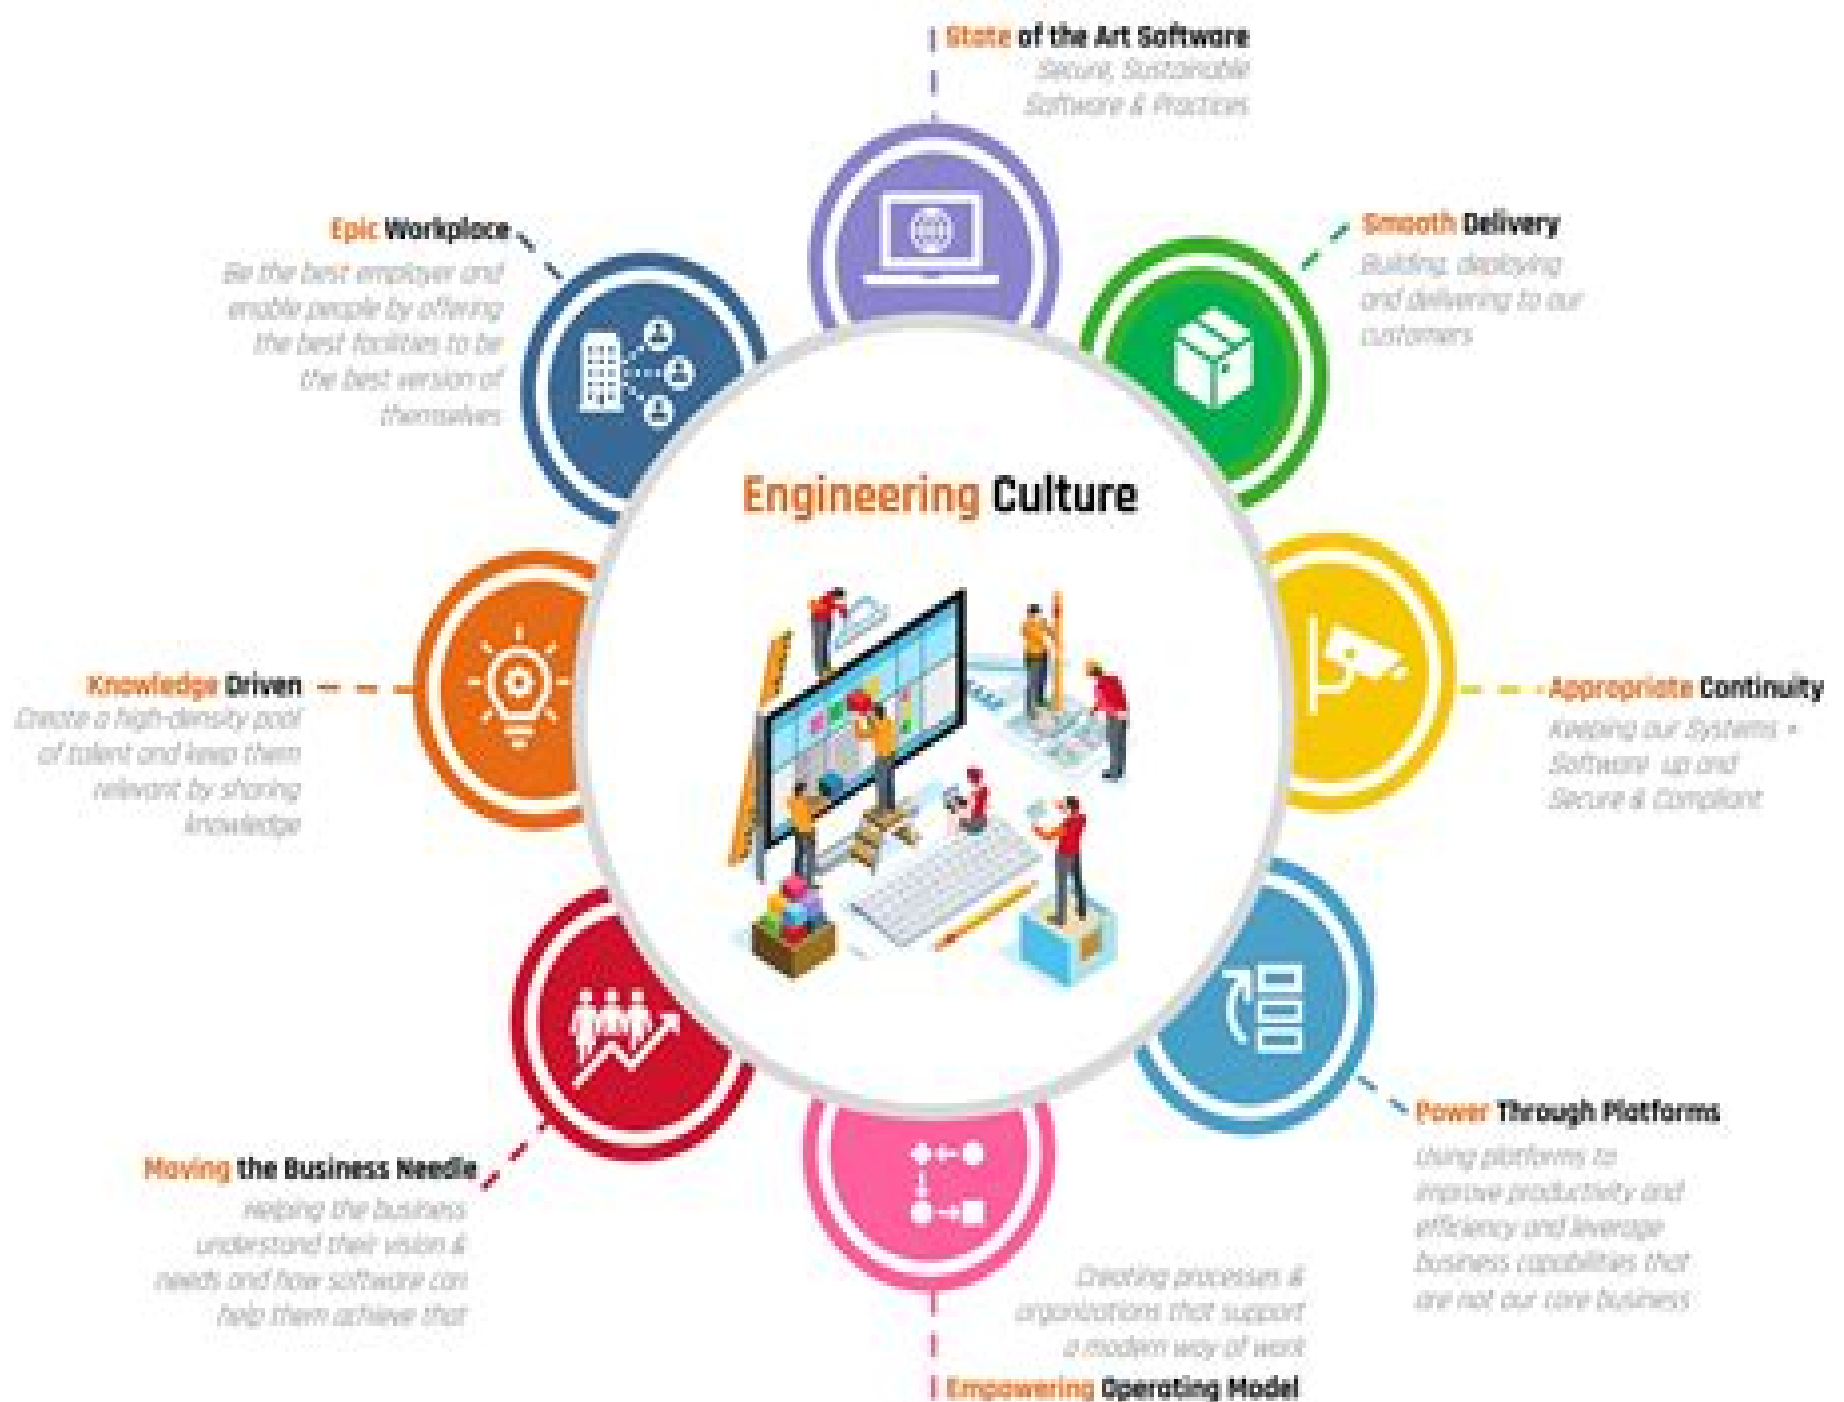 State of the Art Software
Secure, Sustainable
Software & Practices
Smooth Delivery
Building, deploying
and delivering to our
customers
Epic Workplace
Be the best employer and
enable people by offering
the best facilities to be
the best version of
themselves
Engineering Culture
Knowledge Driven
Create a high-density pool
of talent and keep them
relevant by sharing
knowledge
Appropriate Continuity
Keeping our Systems +
Software up and
Secure & Compliant
Power Through Platforms
Using platforms to
improve productivity and
efficiency and leverage
business capabilities that
are not our core business
Moving the Business Needle
Helping the business
understand their vision &
needs and how software can
help them achieve that
Creating processes &
organizations that support
a modern way of work
Empowering Operating Model